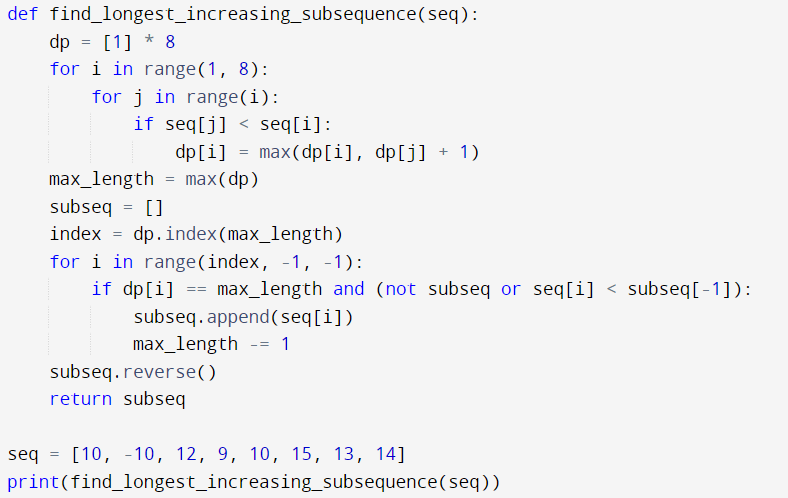 def find_longest_increasing_subsequence(seq):
    dp = [1] * 8
    for i in range(1, 8):
        for j in range(i):
            if seq[j] < seq[i]:
                dp[i] = max(dp[i], dp[j] + 1)
    max_length = max(dp)
    subseq = []
    index = dp.index(max_length)
    for i in range(index, -1, -1):
        if dp[i] == max_length and (not subseq or seq[i] < subseq[-1]):
            subseq.append(seq[i])
            max_length -= 1
    subseq.reverse()
    return subseq

seq = [10, -10, 12, 9, 10, 15, 13, 14]
print(find_longest_increasing_subsequence(seq))